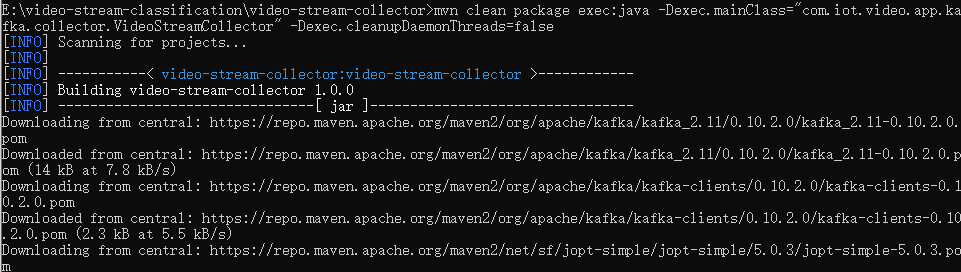 E:\video-stream-classification\video-stream-collector>mvn clean package exec:java -Dexec.mainClass="com.iot.video.app.ka
fka.collector.VideoStreamCollector" -Dexec.cleanupDaemonThreads=false
[INFO] Scanning for projects...
[INFO]
[INFO] -----------< video-stream-collector:video-stream-collector >------------
[INFO] Building video-stream-collector 1.0.0
[INFO] --------------------------------[ jar ]---------------------------------
Downloading from central: https://repo.maven.apache.org/maven2/org/apache/kafka/kafka_2.11/0.10.2.0/kafka_2.11-0.10.2.0.
pom
Downloaded from central: https://repo.maven.apache.org/maven2/org/apache/kafka/kafka_2.11/0.10.2.0/kafka_2.11-0.10.2.0.p
om (14 kB at 7.8 kB/s)
Downloading from central: https://repo.maven.apache.org/maven2/org/apache/kafka/kafka-clients/0.10.2.0/kafka-clients-0.1
0.2.0.pom
Downloaded from central: https://repo.maven.apache.org/maven2/org/apache/kafka/kafka-clients/0.10.2.0/kafka-clients-0.10
.2.0.pom (2.3 kB at 5.5 kB/s)
Downloading from central: https://repo.maven.apache.org/maven2/net/sf/jopt-simple/jopt-simple/5.0.3/jopt-simple-5.0.3.po
m